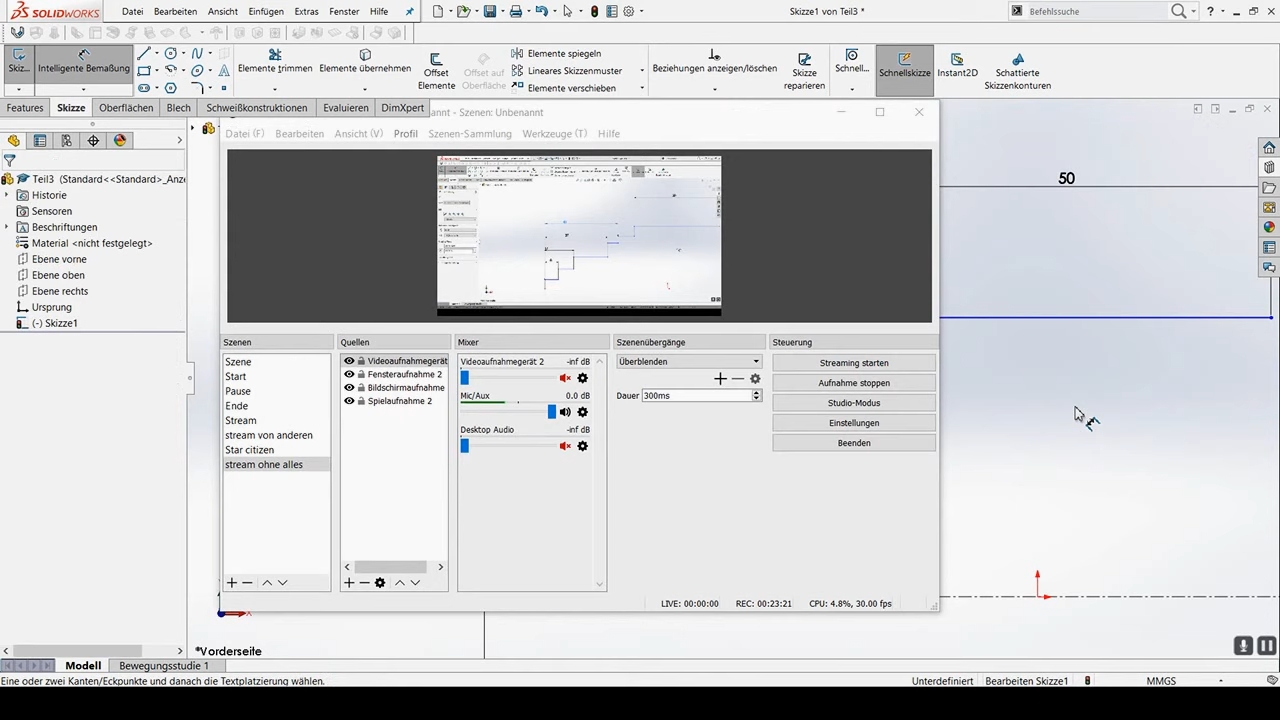 SOLIDWORKS Datei Bearbeiten Ansicht Einfügen Extras Fenster Hilfe Skizze1 von Teil3 * Befehlssuche
Skiz... Intelligente Bemaßung Elemente trimmen Elemente übernehmen Offset Elemente Offset auf Oberfläche Elemente spiegeln Beziehungen anzeigen/löschen Skizze reparieren Schnell... Schnellskizze Instant2D Schattierte Skizzenkonturen
Lineares Skizzenmuster
Elemente verschieben
Features Skizze Oberflächen Blech Schweißkonstruktionen Evaluieren DimXpert
annt - Szenen: Unbenannt
Datei (F) Bearbeiten Ansicht (V) Profil Szenen-Sammlung Werkzeuge (T) Hilfe
Teil3 (Standard<<Standard>_Anz
Historie
Sensoren
Beschriftungen
Material <nicht festgelegt>
Ebene vorne
Ebene oben
Ebene rechts
Ursprung
(-) Skizze1
50
Szenen Quellen Mixer Szenenübergänge Steuerung
Szene
Start
Pause
Ende
Stream
stream von anderen
Star citizen
stream ohne alles
Videoaufnahmegerät
Fensteraufnahme 2
Bildschirmaufnahme
Spielaufnahme 2
Videoaufnahmegerät 2 -inf dB
Mic/Aux 0.0 dB
Desktop Audio -inf dB
Überblenden
Dauer 300ms
Streaming starten
Aufnahme stoppen
Studio-Modus
Einstellungen
Beenden
LIVE: 00:00:00 REC: 00:23:21 CPU: 4.8%, 30.00 fps
*Vorderseite
Modell Bewegungsstudie 1
Eine oder zwei Kanten/Eckpunkte und danach die Textplatzierung wählen. Unterdefiniert Bearbeiten Skizze1 MMGS